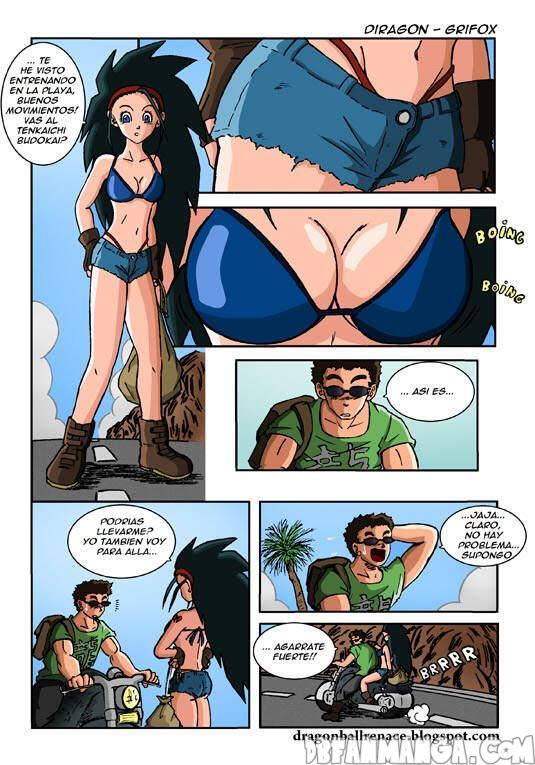 DIRAGON - GRIFOX
... TE
HE VISTO
ENTRENANDO
EN LA PLAYA,
BUENOS
MOVIMIENTOS!
VAS AL
TENKAICHI
BUDOKAI?
BOING
BOING
... ASI ES...
PODRIAS
LLEVARME?
YO TAMBIEN VOY
PARA ALLA...
...JAJA...
CLARO,
NO HAY
PROBLEMA...
SUPONGO.
... AGARRATE
FUERTE!!
BRRRR
dragonballrenace.blogspot.com
DBFANMANGA.COM